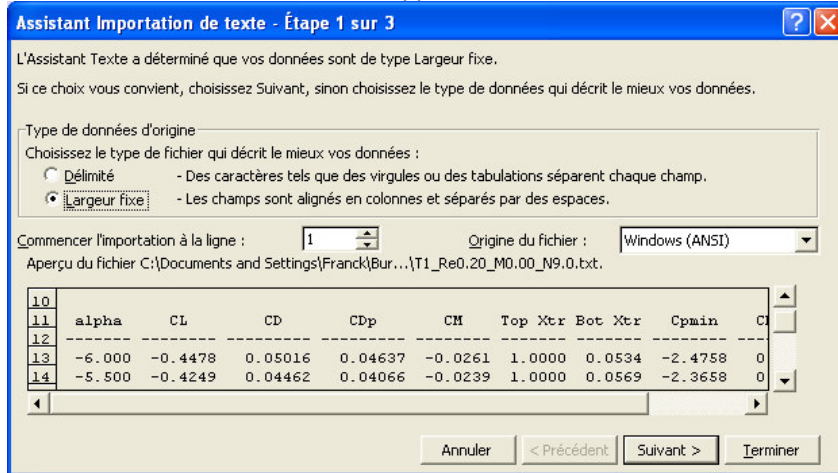 Assistant Importation de texte - Étape 1 sur 3
L'Assistant Texte a déterminé que vos données sont de type Largeur fixe.
Si ce choix vous convient, choisissez Suivant, sinon choisissez le type de données qui décrit le mieux vos données.
Type de données d'origine
Choisissez le type de fichier qui décrit le mieux vos données :
Délimité - Des caractères tels que des virgules ou des tabulations séparent chaque champ.
Largeur fixe - Les champs sont alignés en colonnes et séparés par des espaces.
Commencer l'importation à la ligne : 1 Origine du fichier : Windows (ANSI)
Aperçu du fichier C:\Documents and Settings\Franck\Bur...\T1_Re0.20_M0.00_N9.0.txt.
10
11 alpha CL CD CDp CM Top Xtr Bot Xtr Cpmin
12 ------- -------- --------- --------- -------- ------- ------- -------- --
13 -6.000 -0.4478 0.05016 0.04637 -0.0261 1.0000 0.0534 -2.4758 0
14 -5.500 -0.4249 0.04462 0.04066 -0.0239 1.0000 0.0569 -2.3658 0
Annuler < Précédent Suivant > Terminer